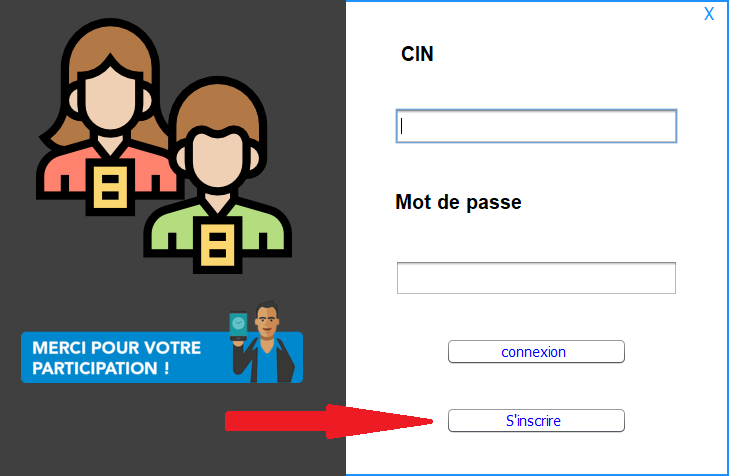 X
CIN
Mot de passe
MERCI POUR VOTRE
PARTICIPATION !
connexion
S'inscrire